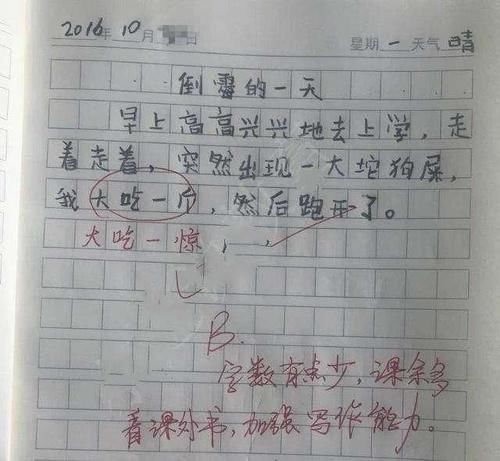 2016年10月 日 星期一 天气晴
倒霉的一天
早上高高兴兴地去上学,走
着走着,突然出现一大坨狗屎,
我大吃一斤,然后跑开了。
大吃一惊,
B.
字数有点少,课余多
看课外书,加强写作能力。